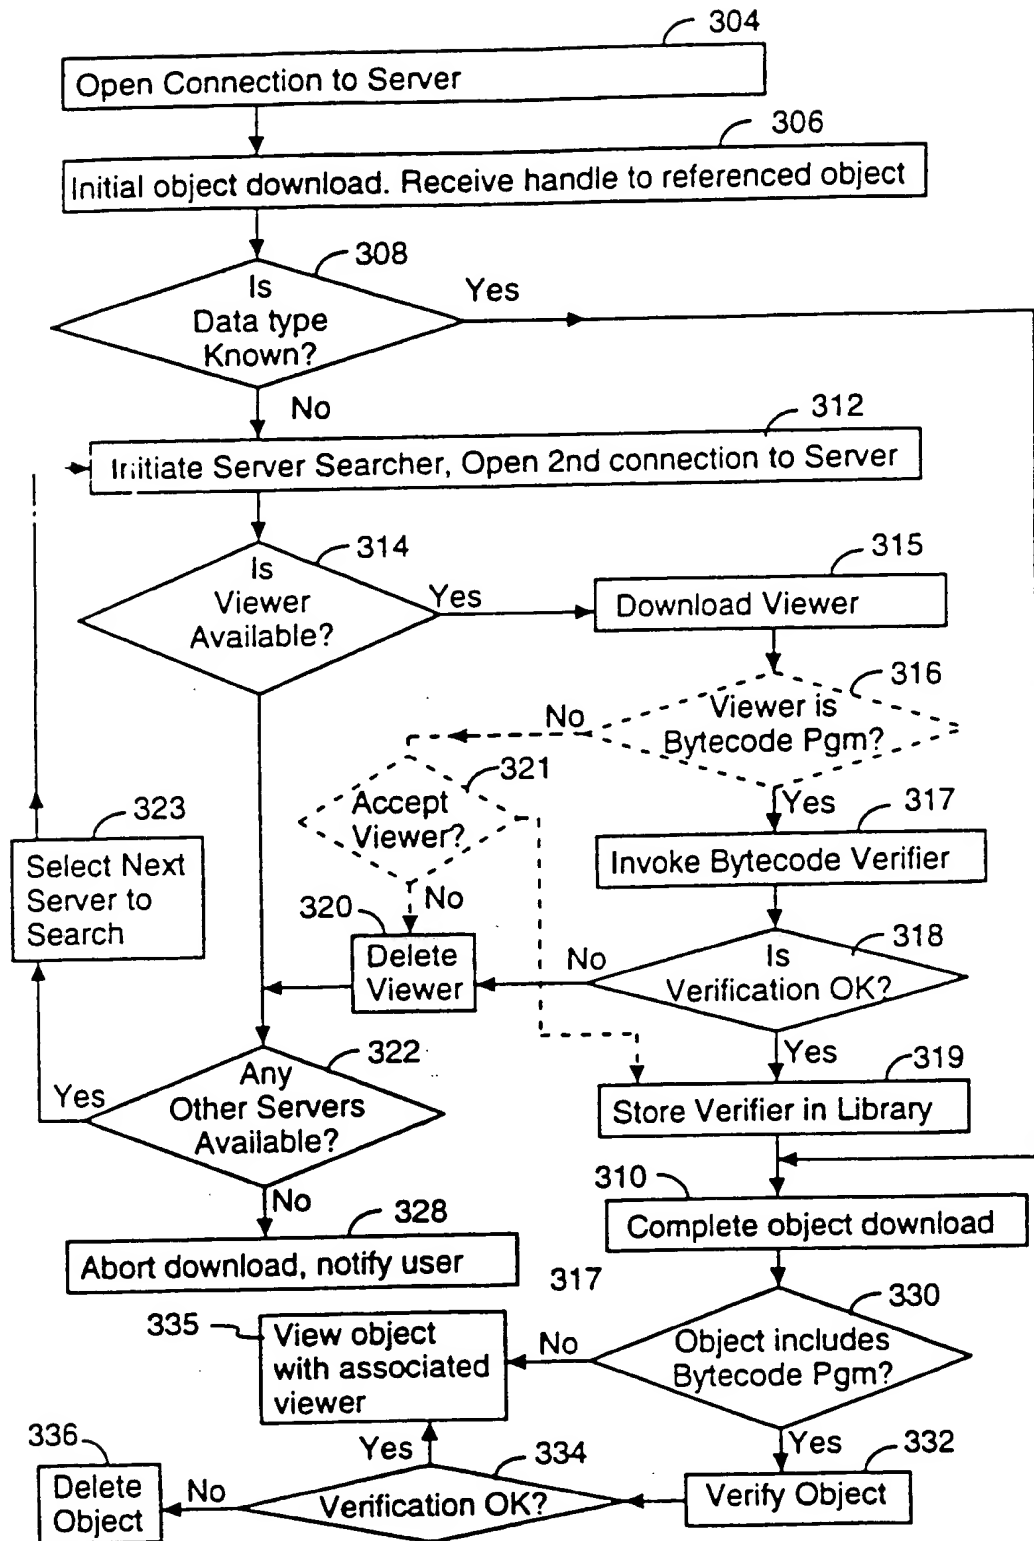 304
Open Connection to Server
306
Initial object download. Receive handle to referenced object
308
Is
Data type
Known?
Yes
No
312
Initiate Server Searcher, Open 2nd connection to Server
314
Is
Viewer
Available?
Yes
315
Download Viewer
316
Viewer is
Bytecode Pgm?
No
Yes
321
Accept
Viewer?
No
317
Invoke Bytecode Verifier
323
Select Next
Server to
Search
320
Delete
Viewer
318
Is
Verification OK?
No
Yes
322
Any
Other Servers
Available?
Yes
No
319
Store Verifier in Library
310
Complete object download
328
Abort download, notify user
317
330
Object includes
Bytecode Pgm?
No
Yes
335
View object
with associated
viewer
332
Verify Object
334
Verification OK?
Yes
No
336
Delete
Object